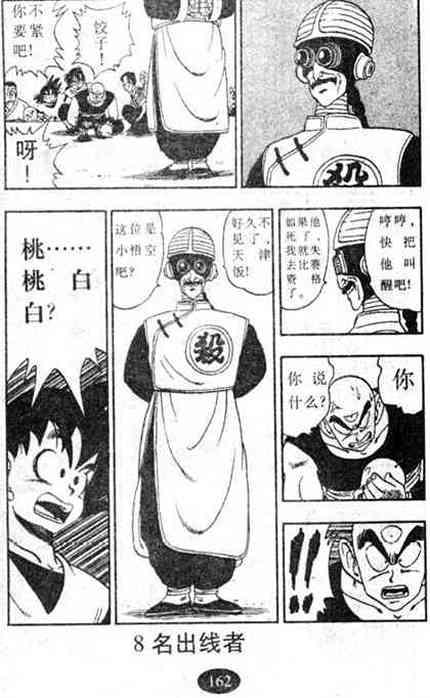 殺
饺子！
你不
要紧
吧！
呀！
哼哼，
快把
他叫
醒吧！
如果他
死了，
我就失
去比赛
资格
了。
你
你说
什么？
!!!
好久不
见了，
天津
饭！
这位是
小悟空
吧？
殺
桃……
桃白
白？
8名出线者
162